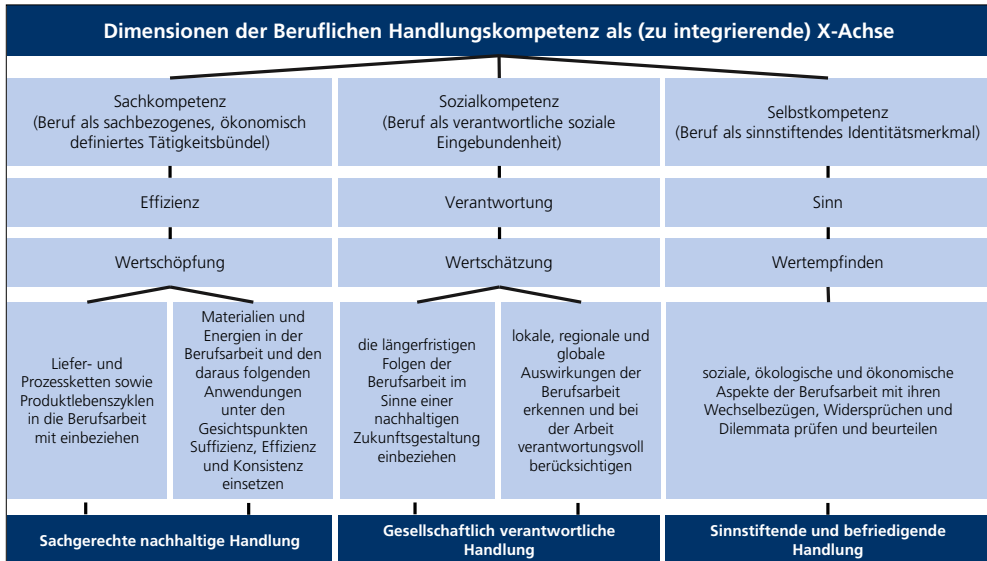 Dimensionen der Beruflichen Handlungskompetenz als (zu integrierende) X-Achse
Sachkompetenz
(Beruf als sachbezogenes, ökonomisch
definiertes Tätigkeitsbündel)
Sozialkompetenz
(Beruf als verantwortliche soziale
Eingebundenheit)
Selbstkompetenz
(Beruf als sinnstiftendes Identitätsmerkmal)
Effizienz
Verantwortung
Sinn
Wertschöpfung
Wertschätzung
Wertempfinden
Liefer- und
Prozessketten sowie
Produktlebenszyklen
in die Berufsarbeit
mit einbeziehen
Materialien und
Energien in der
Berufsarbeit und den
daraus folgenden
Anwendungen
unter den
Gesichtspunkten
Suffizienz, Effizienz
und Konsistenz
einsetzen
die längerfristigen
Folgen der
Berufsarbeit im
Sinne einer
nachhaltigen
Zukunftsgestaltung
einbeziehen
lokale, regionale und
globale
Auswirkungen der
Berufsarbeit
erkennen und bei
der Arbeit
verantwortungsvoll
berücksichtigen
soziale, ökologische und ökonomische
Aspekte der Berufsarbeit mit ihren
Wechselbezügen, Widersprüchen und
Dilemmata prüfen und beurteilen
Sachgerechte nachhaltige Handlung
Gesellschaftlich verantwortliche
Handlung
Sinnstiftende und befriedigende
Handlung